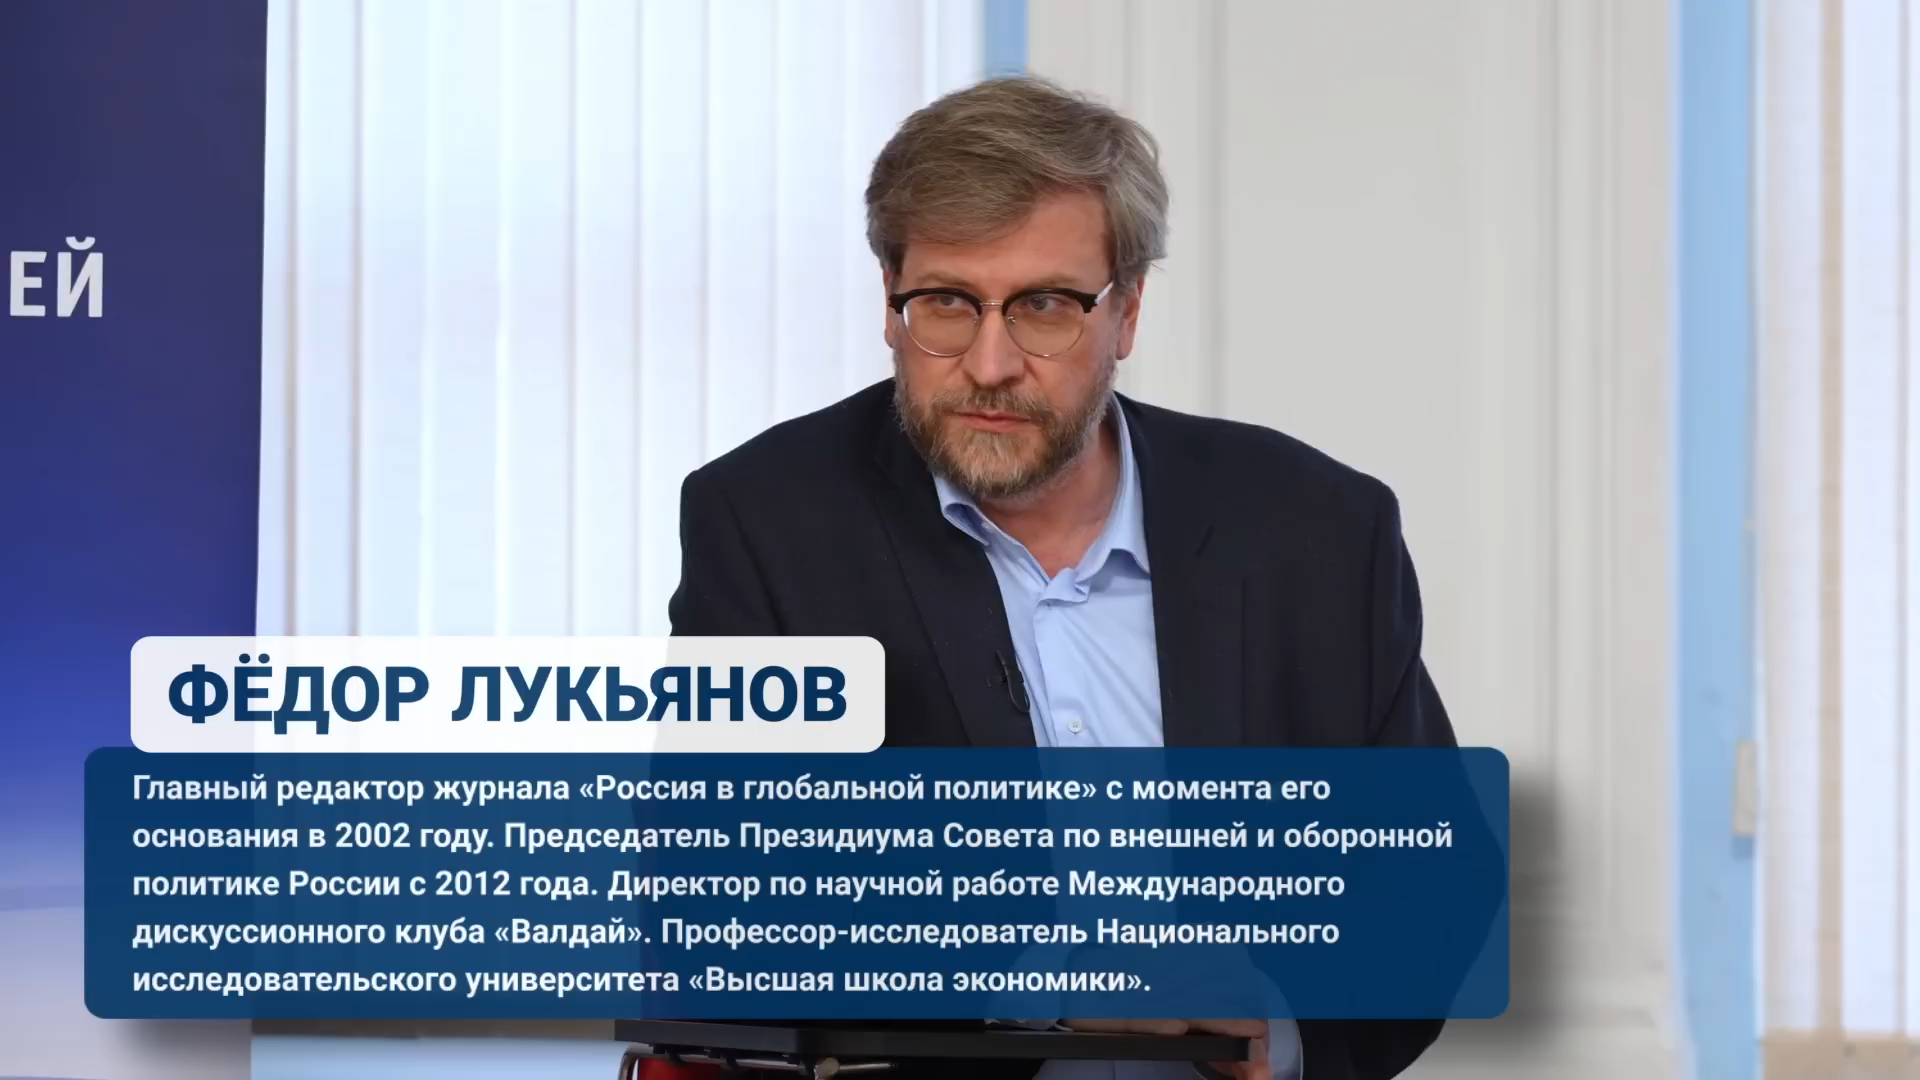 ЕЙ
ФЁДОР ЛУКЬЯНОВ
Главный редактор журнала «Россия в глобальной политике» с момента его
основания в 2002 году. Председатель Президиума Совета по внешней и оборонной
политике России с 2012 года. Директор по научной работе Международного
дискуссионного клуба «Валдай». Профессор-исследователь Национального
исследовательского университета «Высшая школа экономики».